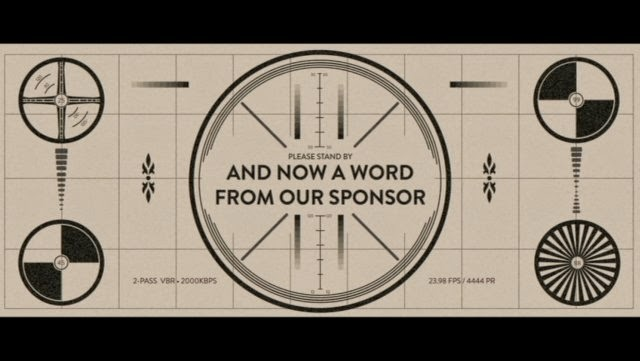 PLEASE STAND BY
AND NOW A WORD
FROM OUR SPONSOR
2-PASS VBR • 2000KBPS
23.98 FPS / 4444 PR